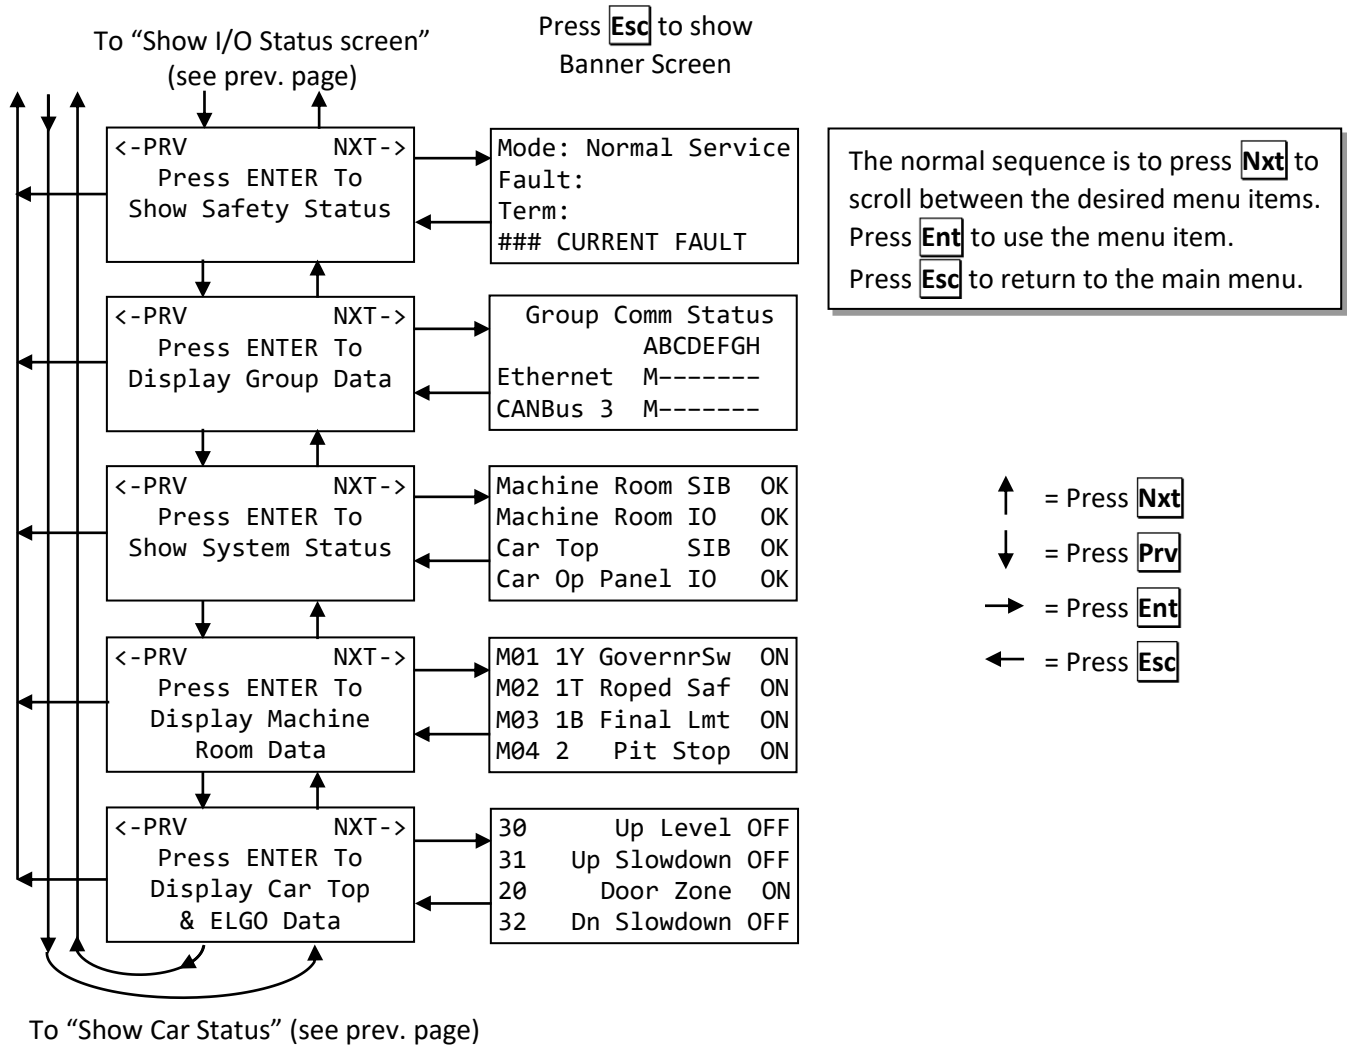 To “Show I/O Status screen”
(see prev. page)
Press Esc to show
Banner Screen
<-PRV NXT->
Press ENTER To
Show Safety Status
Mode: Normal Service
Fault:
Term:
### CURRENT FAULT
The normal sequence is to press Nxt to
scroll between the desired menu items.
Press Ent to use the menu item.
Press Esc to return to the main menu.
<-PRV NXT->
Press ENTER To
Display Group Data
Group Comm Status
ABCDEFGH
Ethernet M-------
CANBus 3 M-------
<-PRV NXT->
Press ENTER To
Show System Status
Machine Room SIB OK
Machine Room IO OK
Car Top SIB OK
Car Op Panel IO OK
= Press Nxt
= Press Prv
= Press Ent
= Press Esc
<-PRV NXT->
Press ENTER To
Display Machine
Room Data
M01 1Y GovernrSw ON
M02 1T Roped Saf ON
M03 1B Final Lmt ON
M04 2 Pit Stop ON
<-PRV NXT->
Press ENTER To
Display Car Top
& ELGO Data
30 Up Level OFF
31 Up Slowdown OFF
20 Door Zone ON
32 Dn Slowdown OFF
To “Show Car Status” (see prev. page)